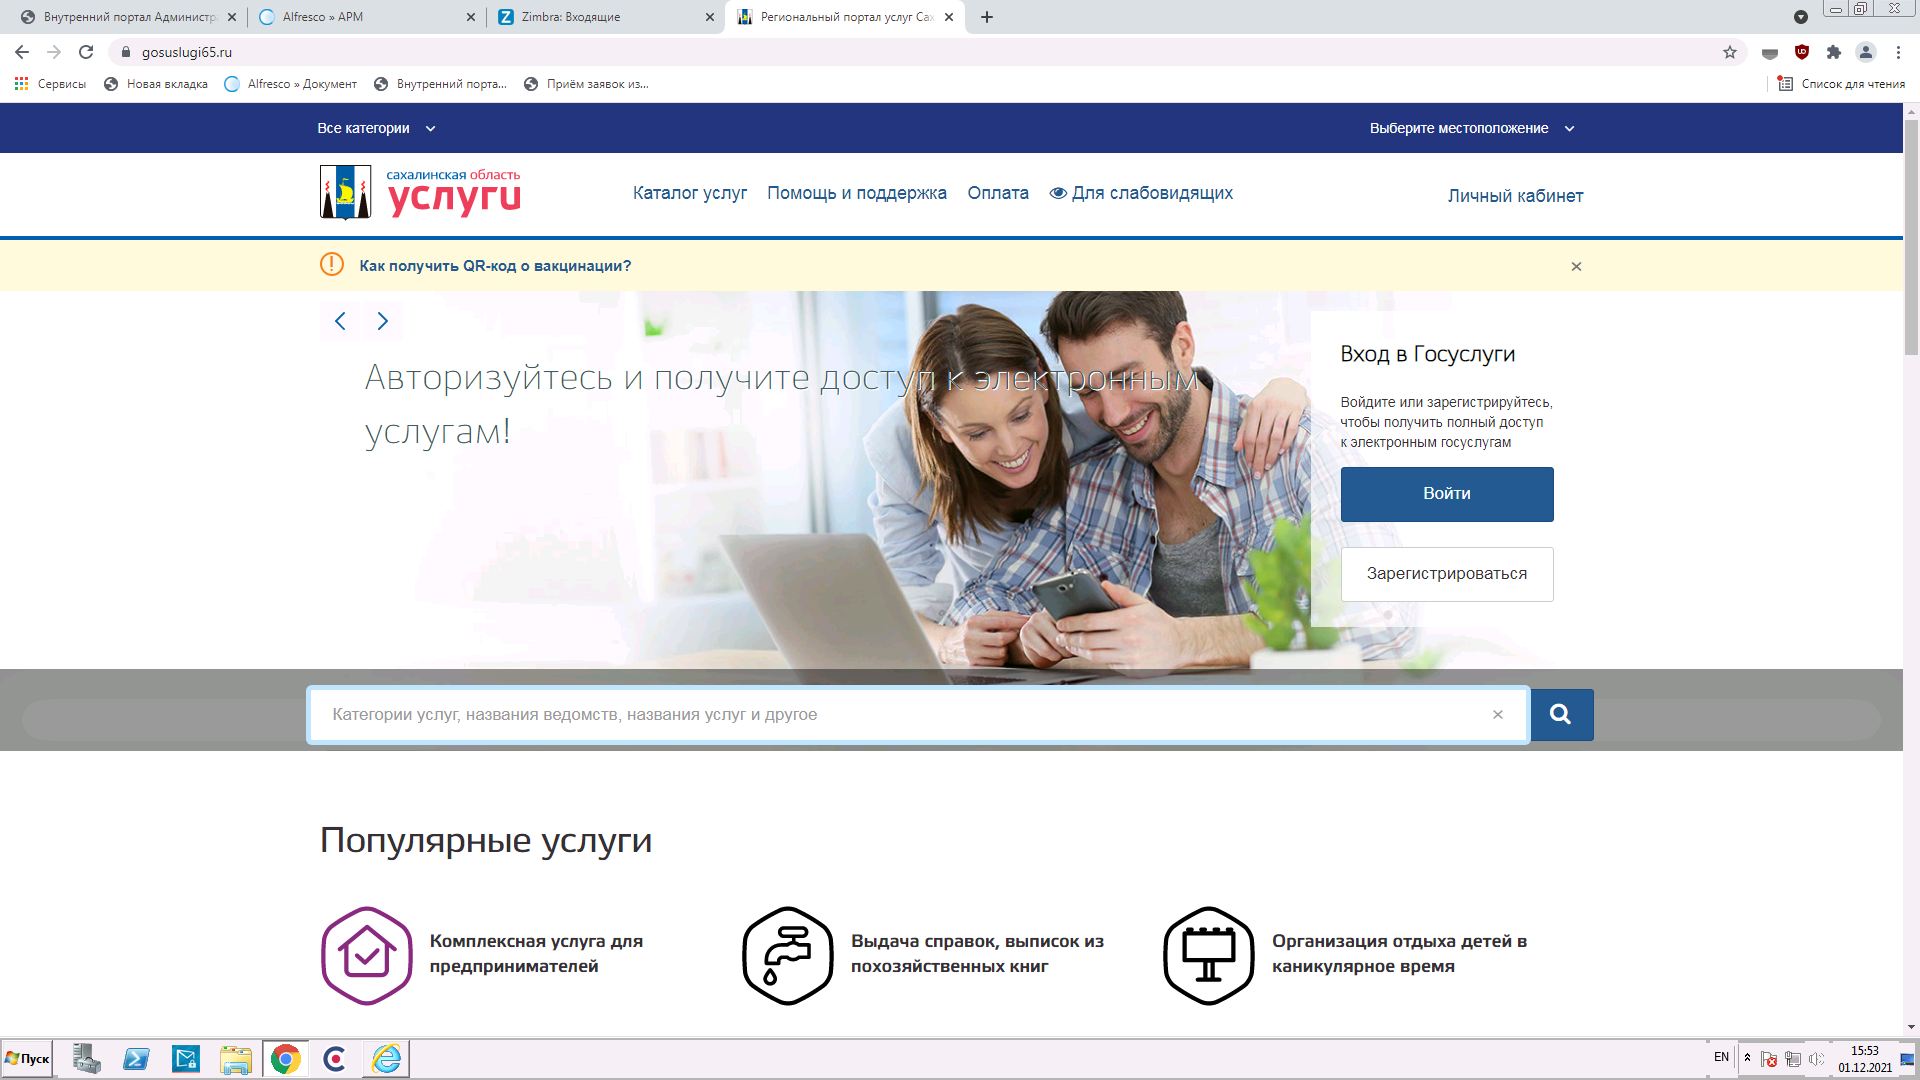 Внутренний портал Администра
Alfresco » АРМ
Zimbra: Входящие
Региональный портал услуг Сах
gosuslugi65.ru
Сервисы
Новая вкладка
Alfresco » Документ
Внутренний порта...
Приём заявок из...
Список для чтения
Все категории
Выберите местоположение
сахалинская область
услуги
Каталог услуг
Помощь и поддержка
Оплата
Для слабовидящих
Личный кабинет
Как получить QR-код о вакцинации?
Авторизуйтесь и получите доступ к электронным
услугам!
Вход в Госуслуги
Войдите или зарегистрируйтесь,
чтобы получить полный доступ
к электронным госуслугам
Войти
Зарегистрироваться
Категории услуг, названия ведомств, названия услуг и другое
Популярные услуги
Комплексная услуга для
предпринимателей
Выдача справок, выписок из
похозяйственных книг
Организация отдыха детей в
каникулярное время
Пуск
EN
15:53
01.12.2021